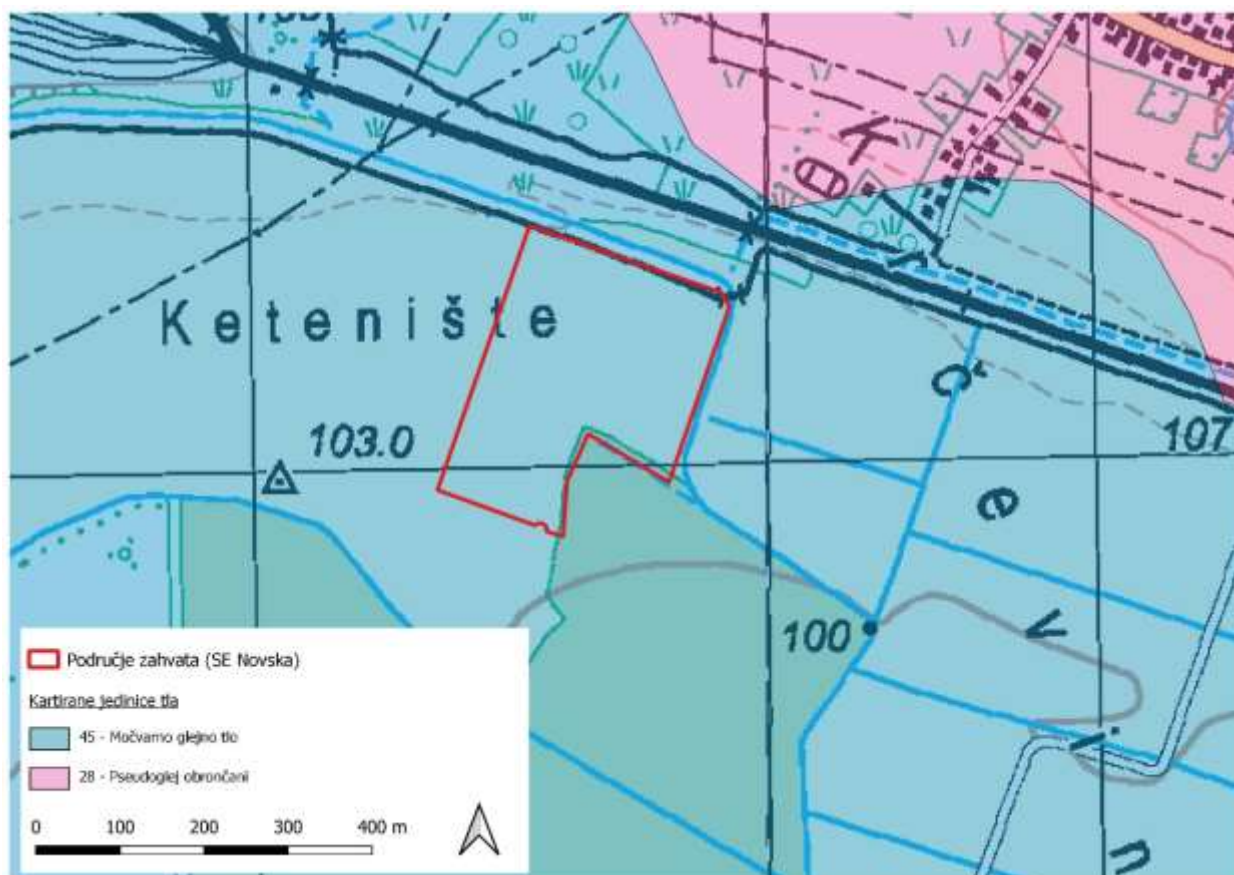 Ketenište
103.0
107
100
Područje zahvata (SE Novska)
Kartirane jedinice tla
45 - Močvarno glejno tlo
28 - Pseudoglej obrončani
0 100 200 300 400 m